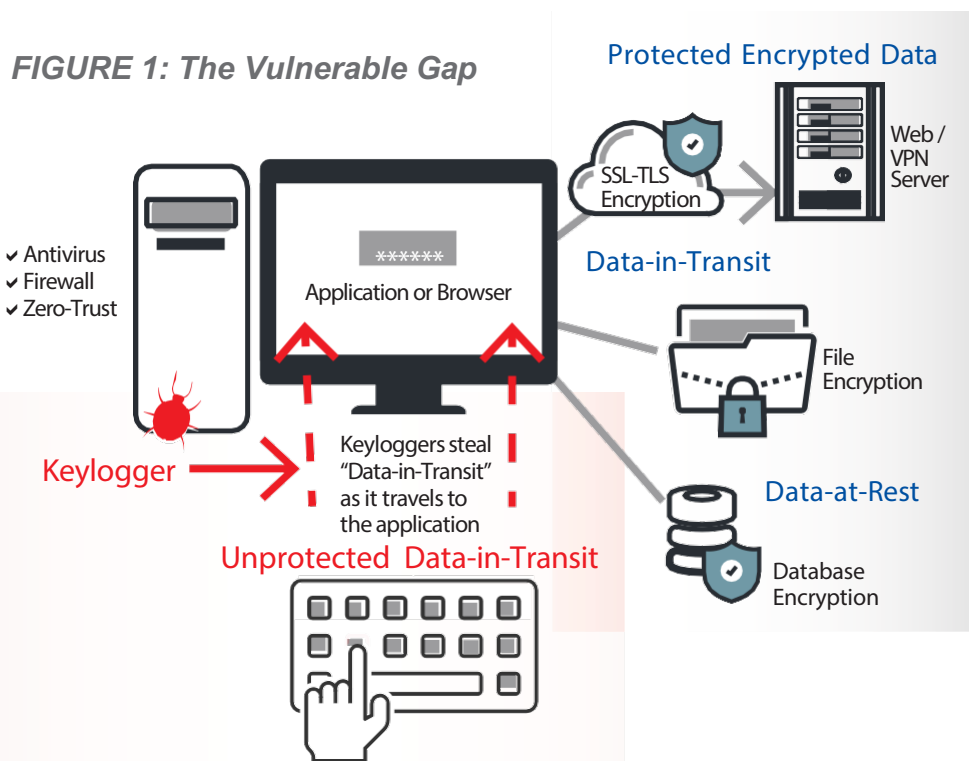 FIGURE 1: The Vulnerable Gap
Protected Encrypted Data
SSL-TLS
Encryption
Web /
VPN
Server
Data-in-Transit
✓ Antivirus
✓ Firewall
✓ Zero-Trust
******
Application or Browser
File
Encryption
Keylogger
Keyloggers steal
“Data-in-Transit”
as it travels to
the application
Data-at-Rest
Unprotected Data-in-Transit
Database
Encryption